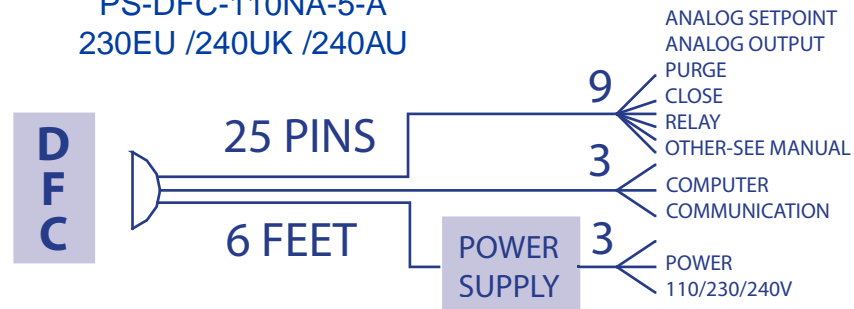 PS-DFC-110NA-5-A
230EU /240UK /240AU
DFC
25 PINS
6 FEET
9
ANALOG SETPOINT
ANALOG OUTPUT
PURGE
CLOSE
RELAY
OTHER-SEE MANUAL
3
COMPUTER
COMMUNICATION
POWER
SUPPLY
3
POWER
110/230/240V